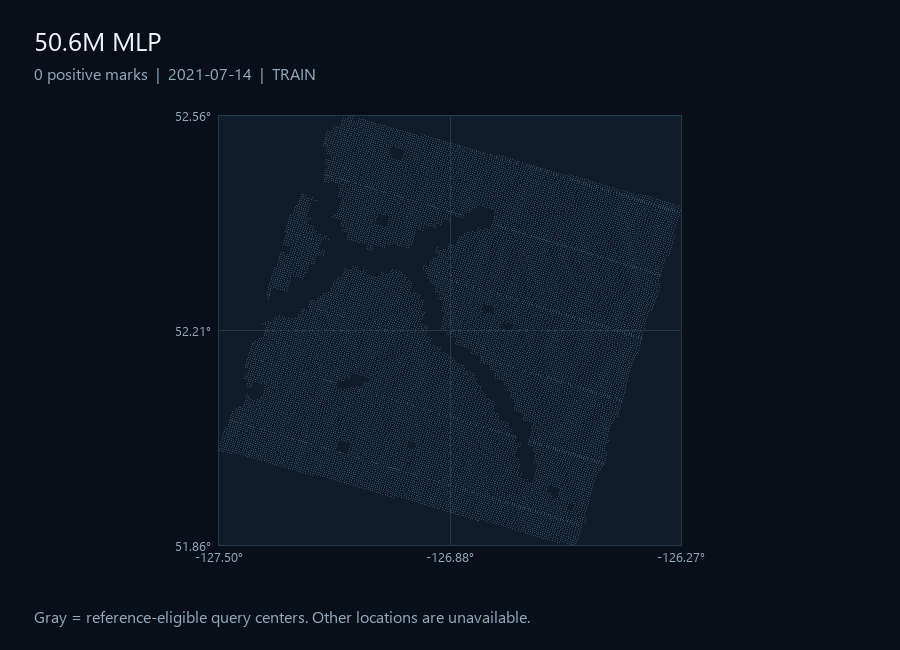 50.6M MLP
0 positive marks | 2021-07-14 | TRAIN
52.56°
52.21°
51.86°
-127.50° -126.88° -126.27°
Gray = reference-eligible query centers. Other locations are unavailable.